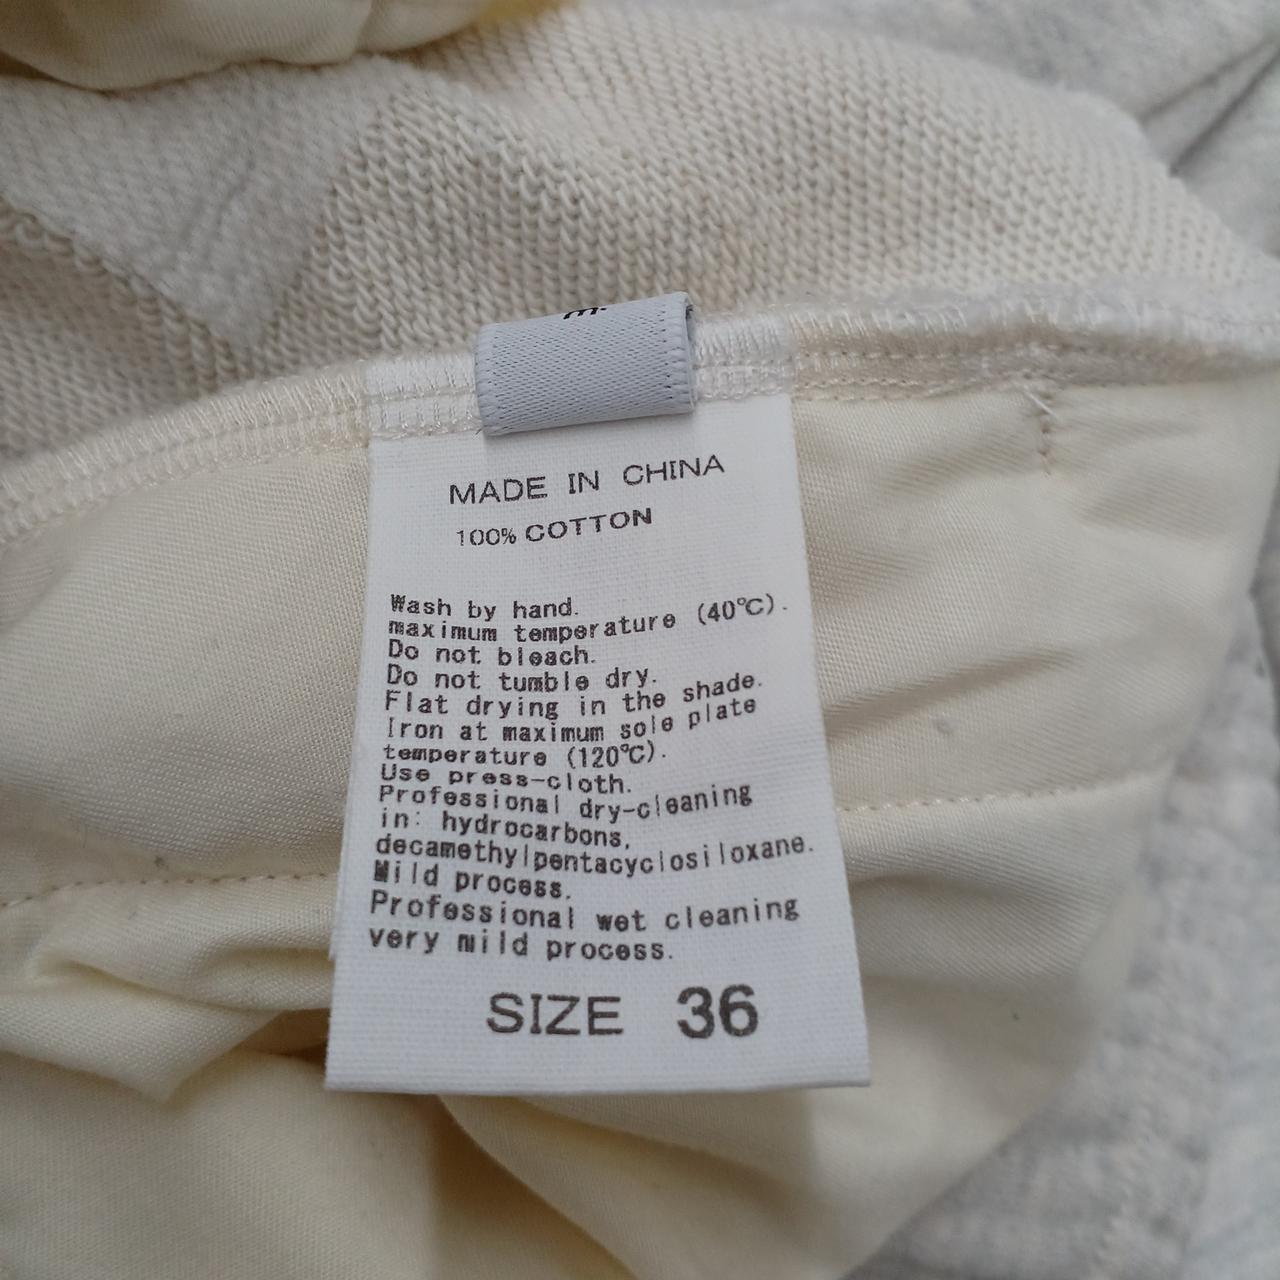 m.
MADE IN CHINA
100% COTTON
Wash by hand.
maximum temperature (40℃).
Do not bleach.
Do not tumble dry.
Flat drying in the shade.
Iron at maximum sole plate
temperature (120℃).
Use press-cloth.
Professional dry-cleaning
in: hydrocarbons,
decamethylpentacyclosiloxane.
Mild process.
Professional wet cleaning
very mild process.
SIZE 36